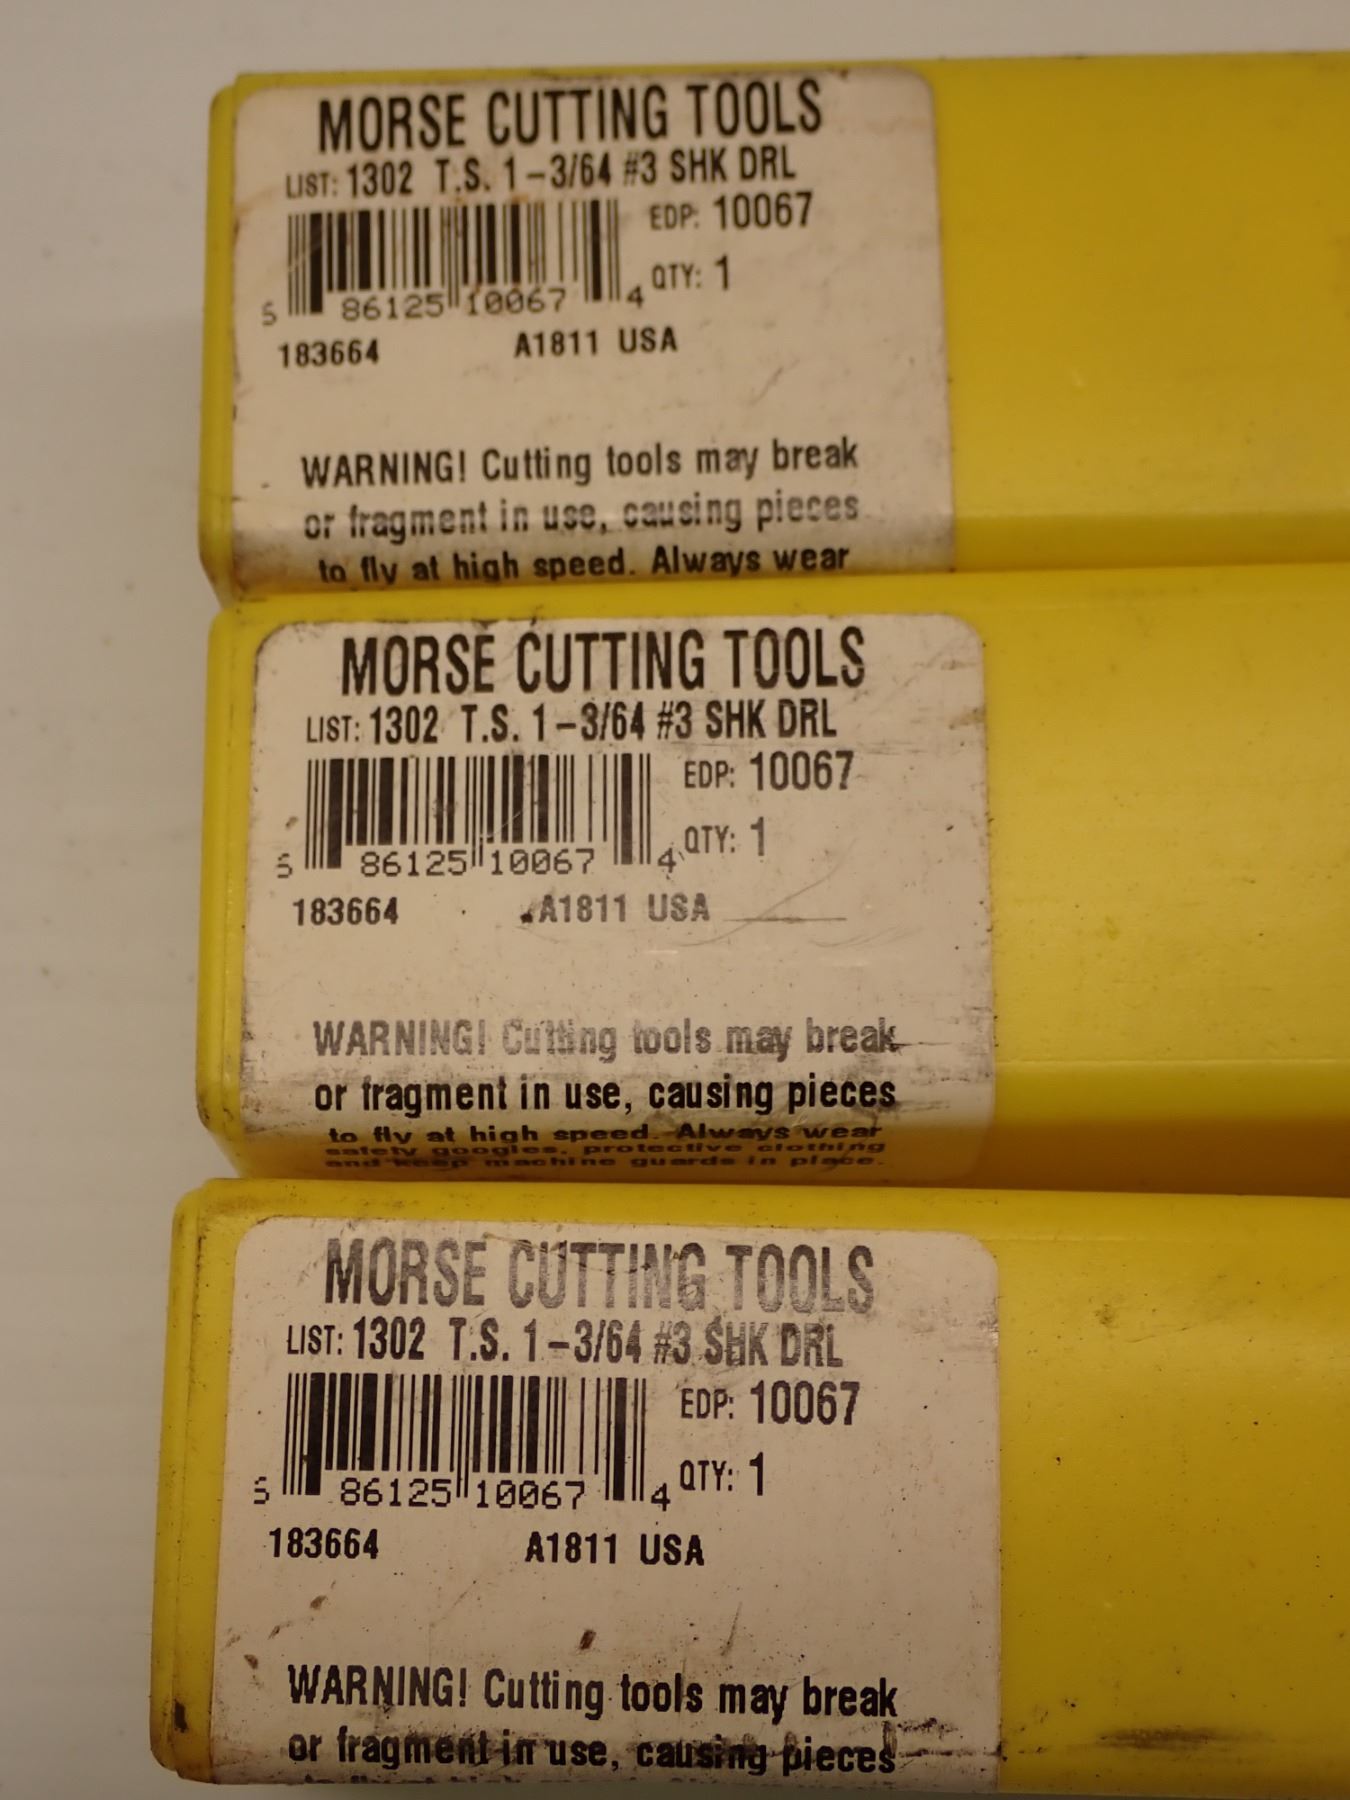 MORSE CUTTING TOOLS
LIST: 1302 T.S. 1-3/64 #3 SHK DRL
EDP: 10067
QTY: 1
5 86125 10067 4
183664 A1811 USA
WARNING! Cutting tools may break
or fragment in use, causing pieces
to fly at high speed. Always wear
MORSE CUTTING TOOLS
LIST: 1302 T.S. 1-3/64 #3 SHK DRL
EDP: 10067
QTY: 1
5 86125 10067 4
183664 A1811 USA
WARNING! Cutting tools may break
or fragment in use, causing pieces
to fly at high speed. Always wear
safety googles, protective clothing
and keep machine guards in place.
MORSE CUTTING TOOLS
LIST: 1302 T.S. 1-3/64 #3 SHK DRL
EDP: 10067
QTY: 1
5 86125 10067 4
183664 A1811 USA
WARNING! Cutting tools may break
or fragment in use, causing pieces